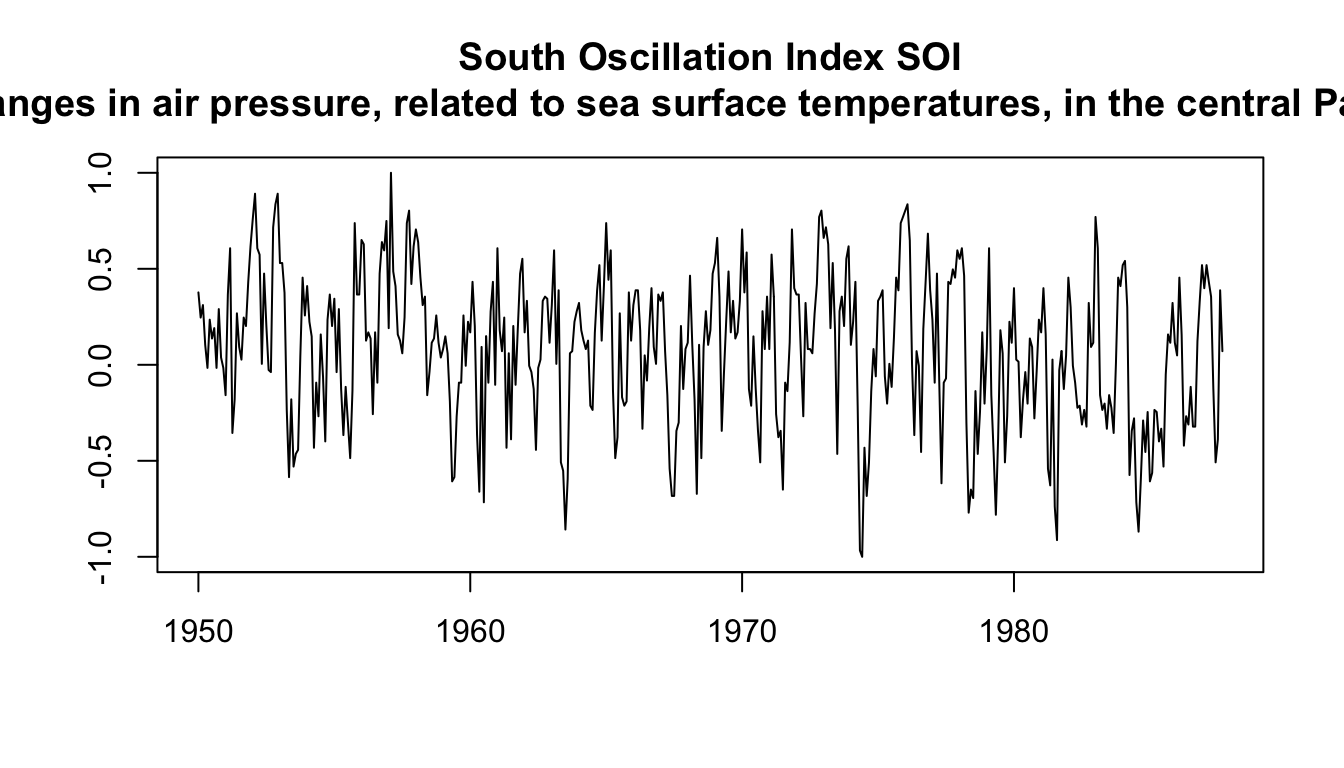 South Oscillation Index SOI
anges in air pressure, related to sea surface temperatures, in the central Pa
1.0
0.5
0.0
-0.5
-1.0
1950 1960 1970 1980